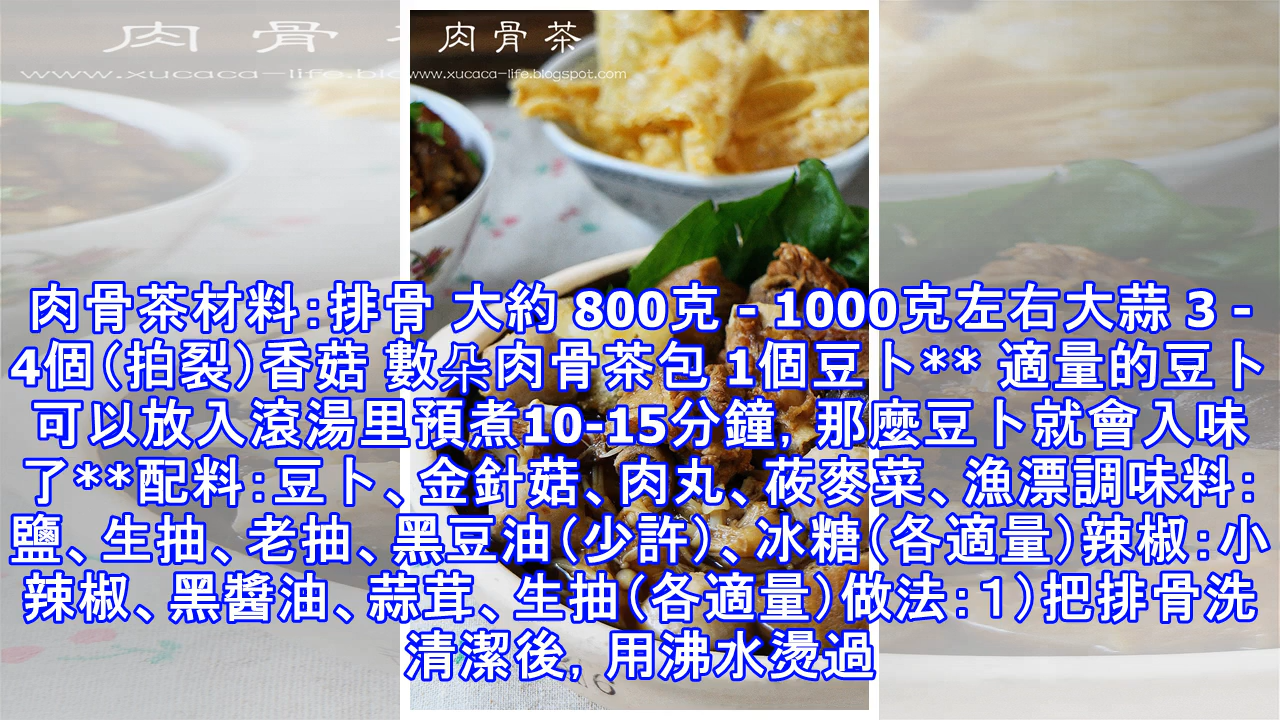 肉骨茶
www.xucaca-life.blo
肉骨茶
www.xucaca-life.blogspot.com
肉骨茶材料:排骨 大約 800克 - 1000克左右大蒜 3 -
4個(拍裂)香菇 數朵肉骨茶包 1個豆卜** 適量的豆卜
可以放入滾湯里預煮10-15分鐘, 那麼豆卜就會入味
了**配料:豆卜、金針菇、肉丸、莜麥菜、漁漂調味料:
鹽、生抽、老抽、黑豆油(少許)、冰糖(各適量)辣椒:小
辣椒、黑醬油、蒜茸、生抽(各適量)做法:1)把排骨洗
清潔後, 用沸水燙過